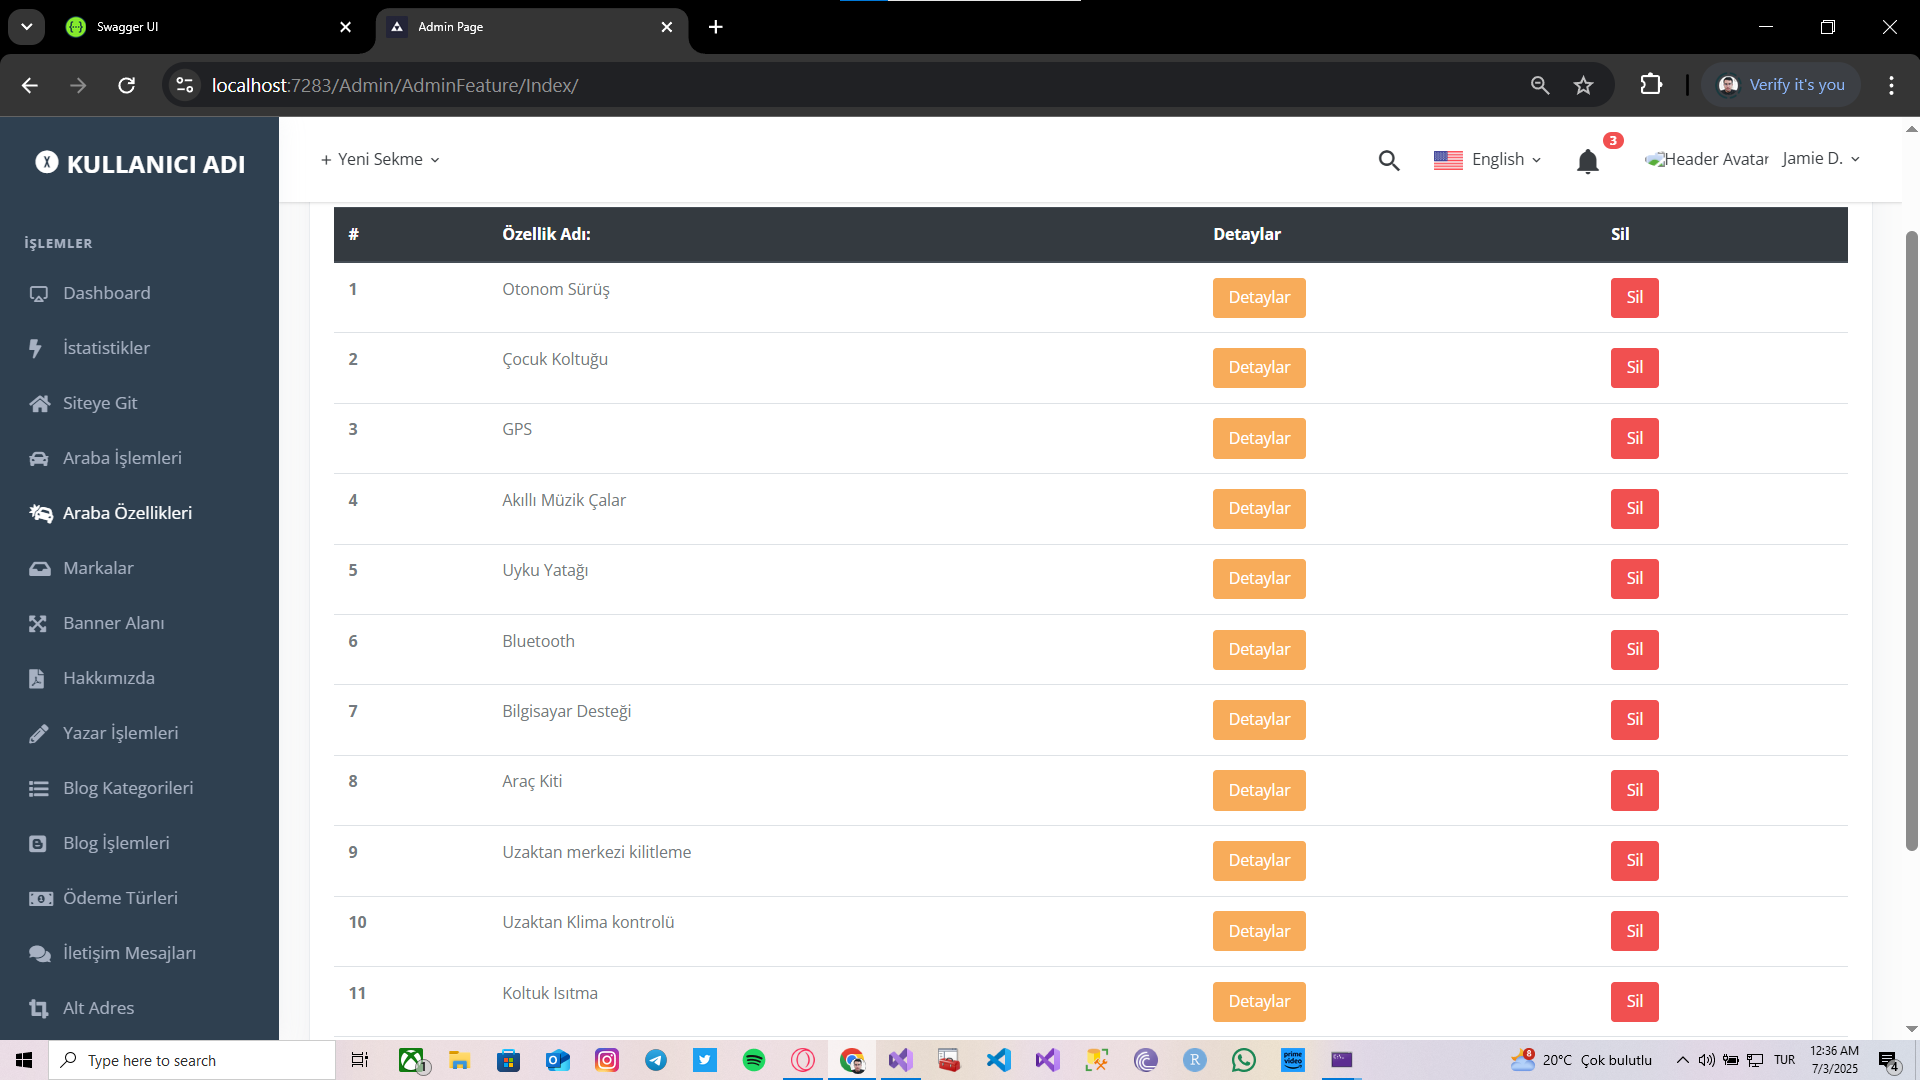 Swagger UI
Admin Page
localhost:7283/Admin/AdminFeature/Index/
Verify it's you
KULLANICI ADI
+ Yeni Sekme
English
3
Header Avatar
Jamie D.
İŞLEMLER
Dashboard
İstatistikler
Siteye Git
Araba İşlemleri
Araba Özellikleri
Markalar
Banner Alanı
Hakkımızda
Yazar İşlemleri
Blog Kategorileri
Blog İşlemleri
Ödeme Türleri
İletişim Mesajları
Alt Adres
# Özellik Adı: Detaylar Sil
1 Otonom Sürüş Detaylar Sil
2 Çocuk Koltuğu Detaylar Sil
3 GPS Detaylar Sil
4 Akıllı Müzik Çalar Detaylar Sil
5 Uyku Yatağı Detaylar Sil
6 Bluetooth Detaylar Sil
7 Bilgisayar Desteği Detaylar Sil
8 Araç Kiti Detaylar Sil
9 Uzaktan merkezi kilitleme Detaylar Sil
10 Uzaktan Klima kontrolü Detaylar Sil
11 Koltuk Isıtma Detaylar Sil
Type here to search
1
prime video
8
20°C Çok bulutlu
TUR
12:36 AM
7/3/2025
4